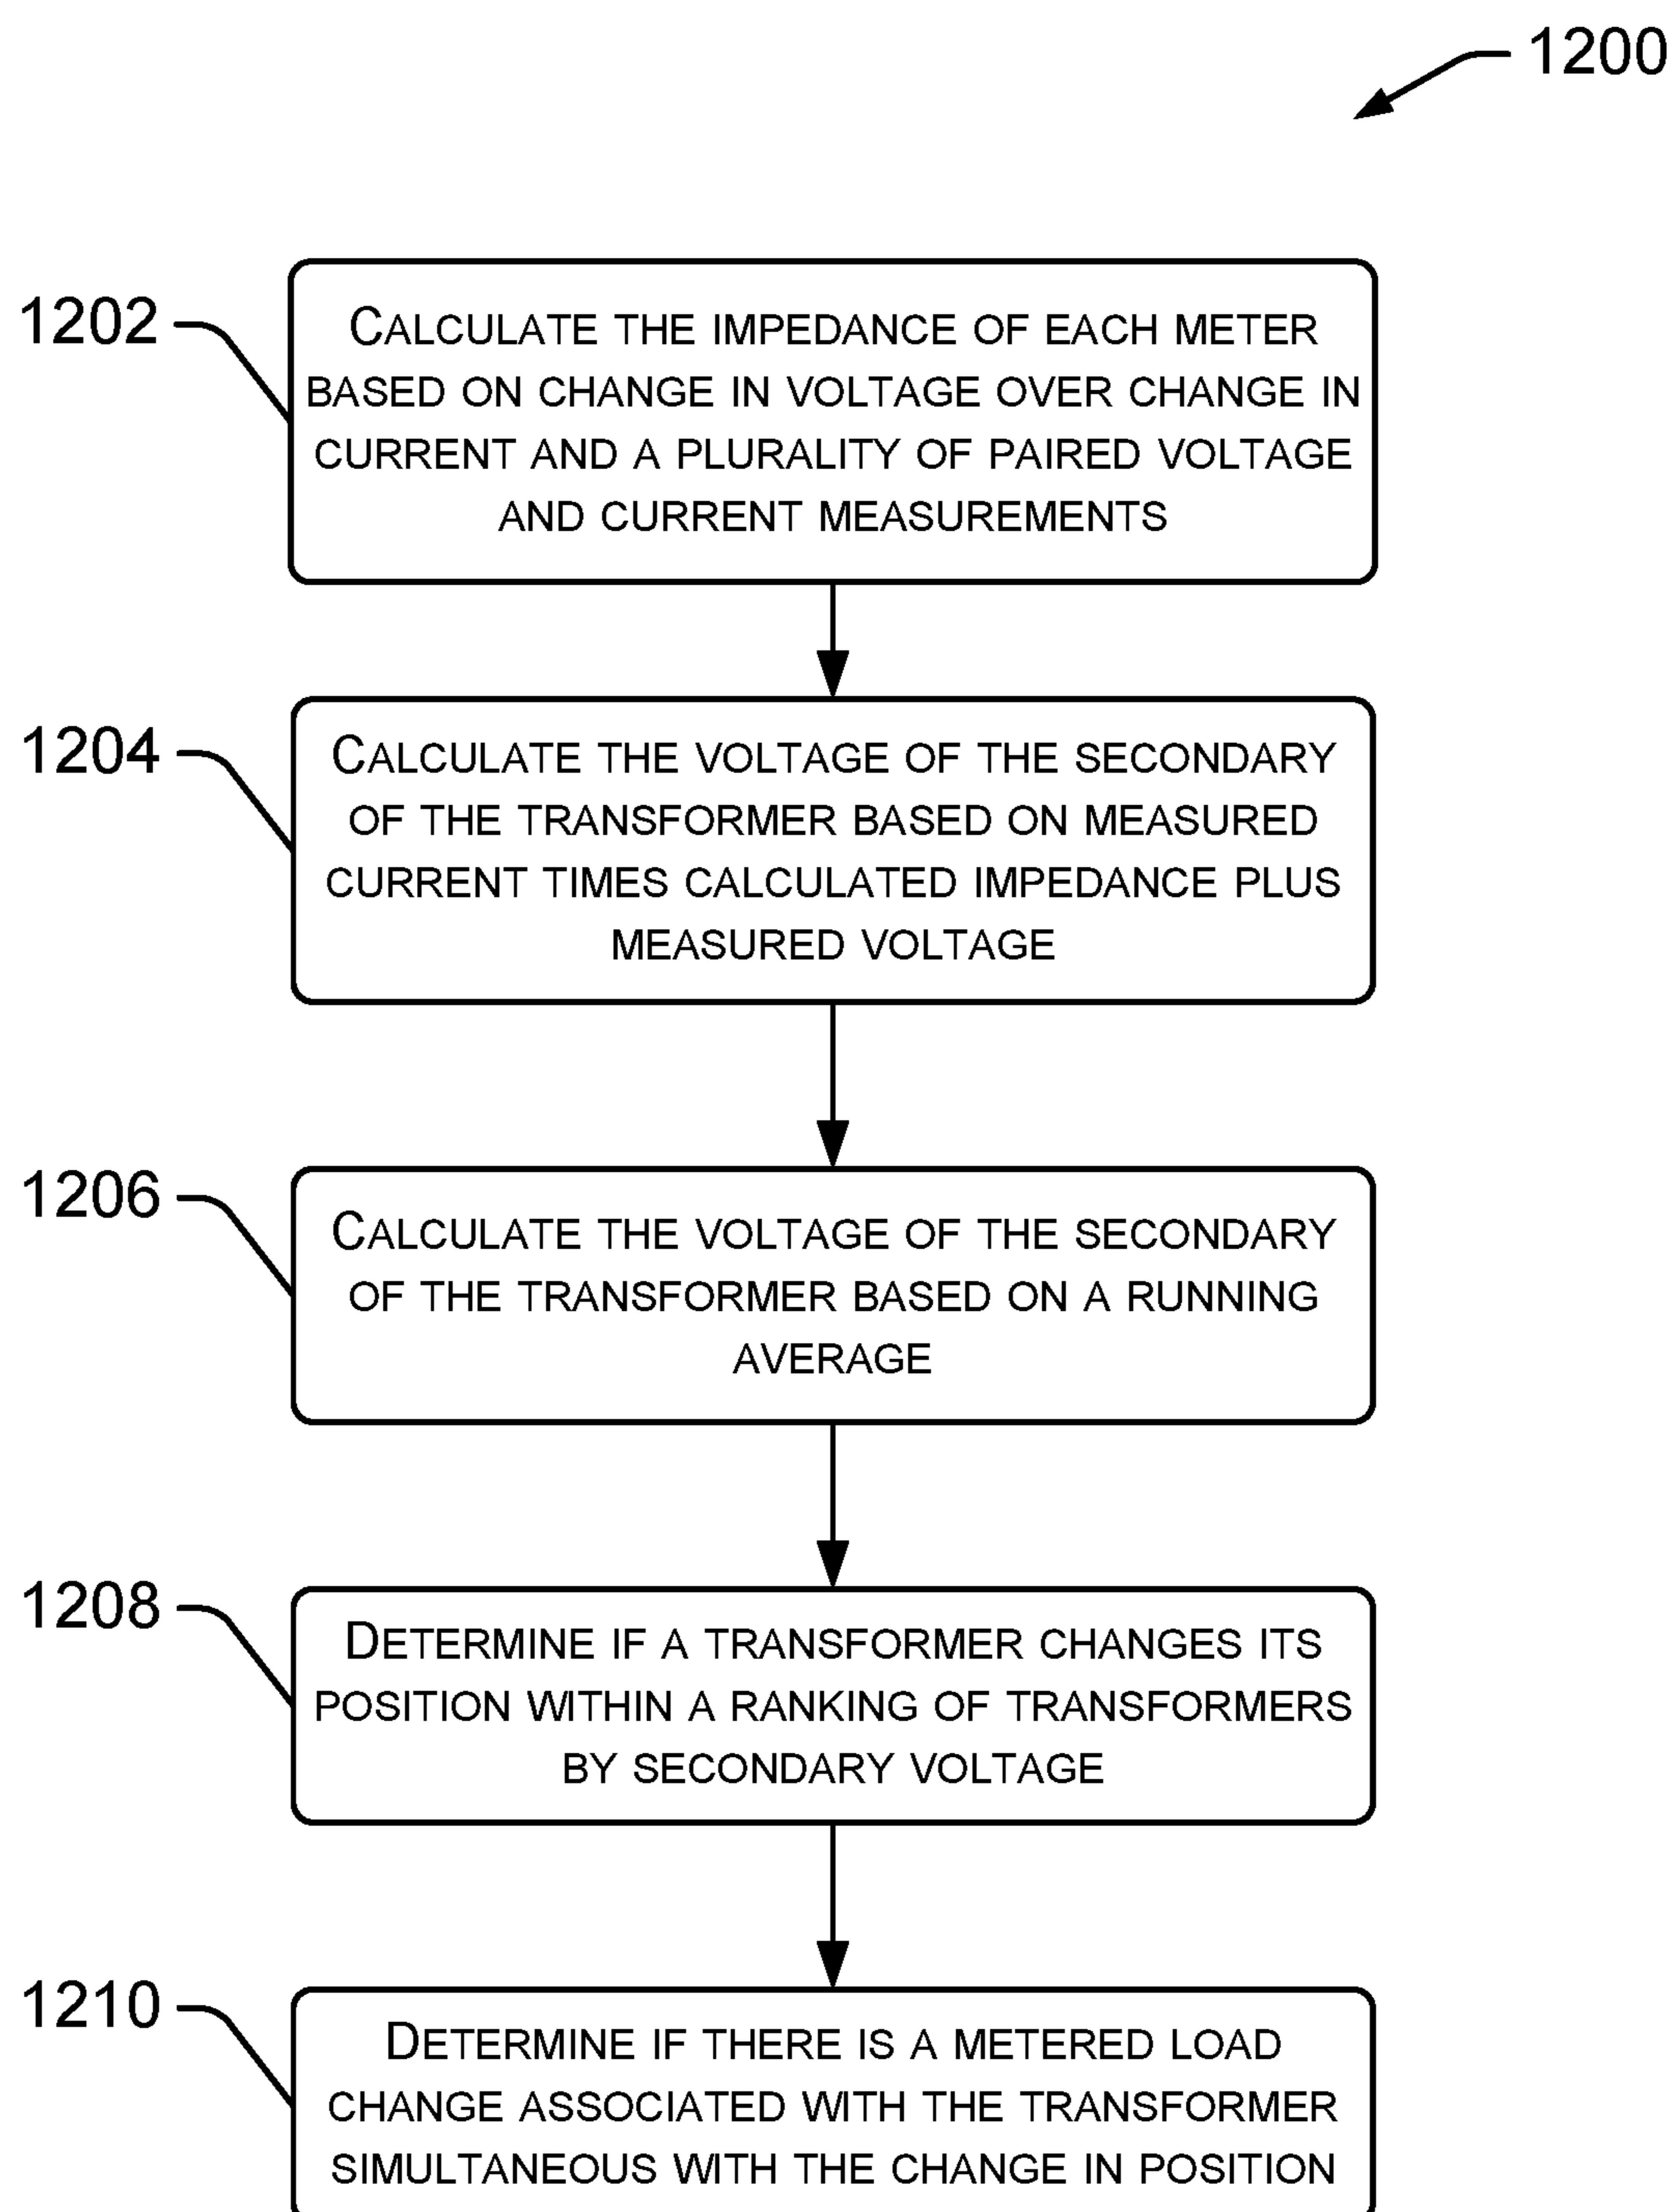 1200
1202
CALCULATE THE IMPEDANCE OF EACH METER
BASED ON CHANGE IN VOLTAGE OVER CHANGE IN
CURRENT AND A PLURALITY OF PAIRED VOLTAGE
AND CURRENT MEASUREMENTS
1204
CALCULATE THE VOLTAGE OF THE SECONDARY
OF THE TRANSFORMER BASED ON MEASURED
CURRENT TIMES CALCULATED IMPEDANCE PLUS
MEASURED VOLTAGE
1206
CALCULATE THE VOLTAGE OF THE SECONDARY
OF THE TRANSFORMER BASED ON A RUNNING
AVERAGE
1208
DETERMINE IF A TRANSFORMER CHANGES ITS
POSITION WITHIN A RANKING OF TRANSFORMERS
BY SECONDARY VOLTAGE
1210
DETERMINE IF THERE IS A METERED LOAD
CHANGE ASSOCIATED WITH THE TRANSFORMER
SIMULTANEOUS WITH THE CHANGE IN POSITION